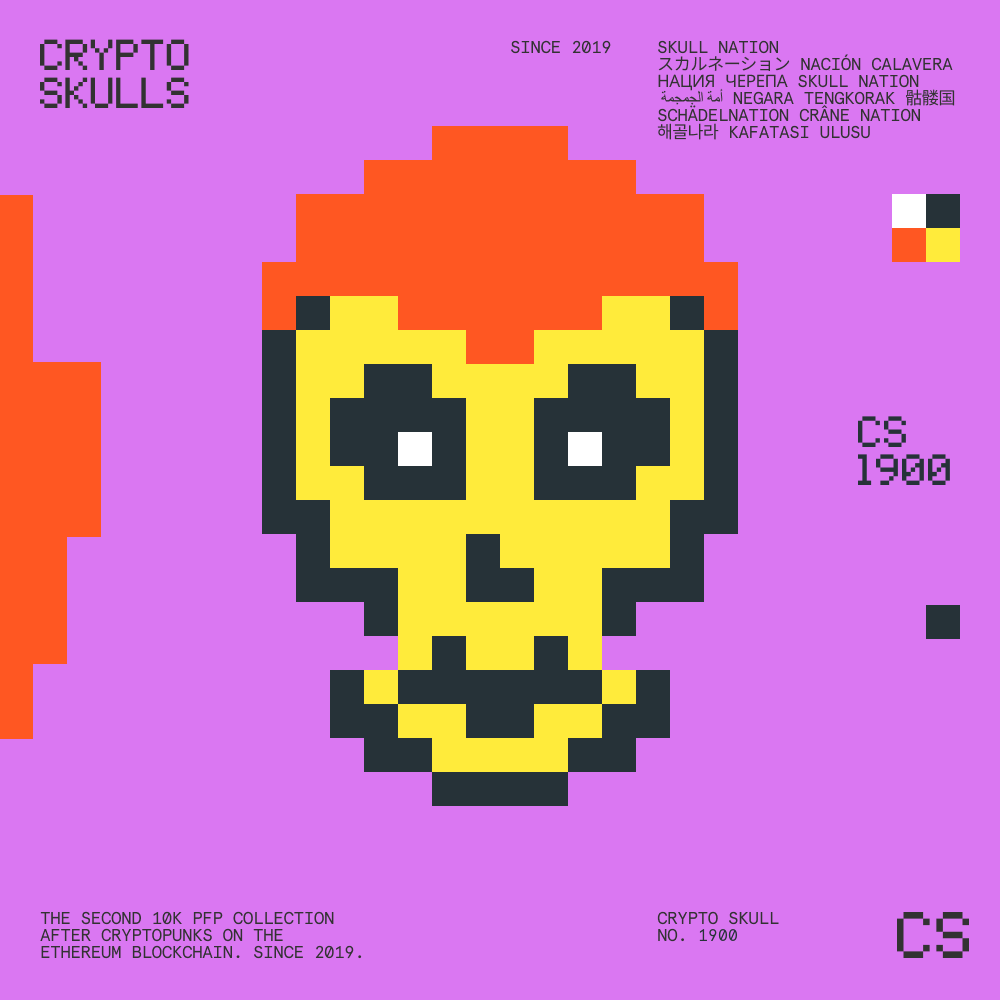 CRYPTO
SKULLS
SINCE 2019
SKULL NATION
スカルネーション NACIÓN CALAVERA
НАЦИЯ ЧЕРЕПА SKULL NATION
أمة الجمجمة NEGARA TENGKORAK 骷髅国
SCHÄDELNATION CRÂNE NATION
해골나라 KAFATASI ULUSU
CS
1900
THE SECOND 10K PFP COLLECTION
AFTER CRYPTOPUNKS ON THE
ETHEREUM BLOCKCHAIN. SINCE 2019.
CRYPTO SKULL
NO. 1900
CS